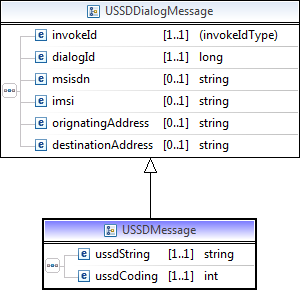 USSDDialogMessage
invokeId [1..1] (invokeIdType)
dialogId [1..1] long
msisdn [0..1] string
imsi [0..1] string
orignatingAddress [0..1] string
destinationAddress [0..1] string
USSDMessage
ussdString [1..1] string
ussdCoding [1..1] int